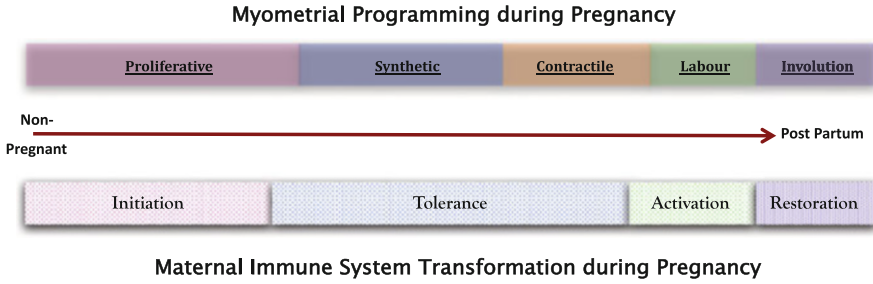 Myometrial Programming during Pregnancy
Proliferative Synthetic Contractile Labour Involution
Non-
Pregnant
Post Partum
Initiation Tolerance Activation Restoration
Maternal Immune System Transformation during Pregnancy